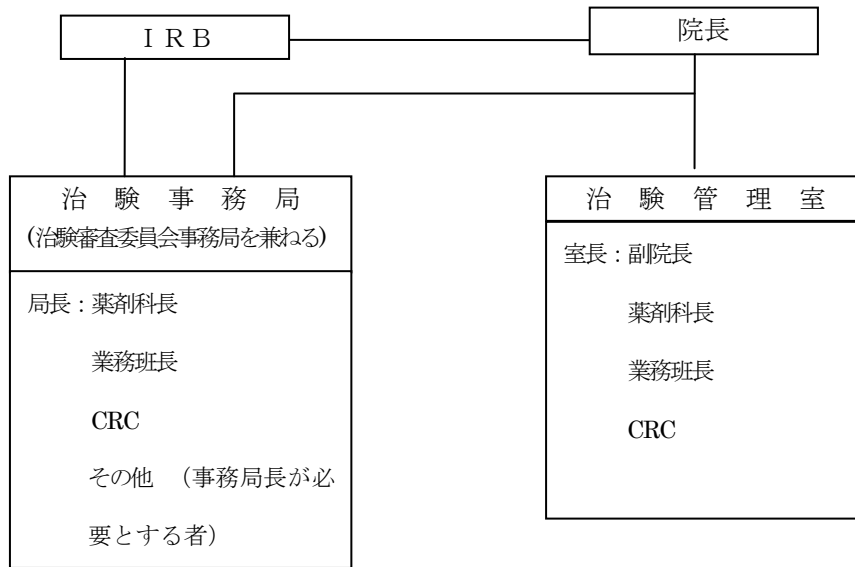 ＩＲＢ
院長
治験事務局
(治験審査委員会事務局を兼ねる)
局長：薬剤科長
業務班長
CRC
その他　（事務局長が必
要とする者）
治験管理室
室長：副院長
薬剤科長
業務班長
CRC